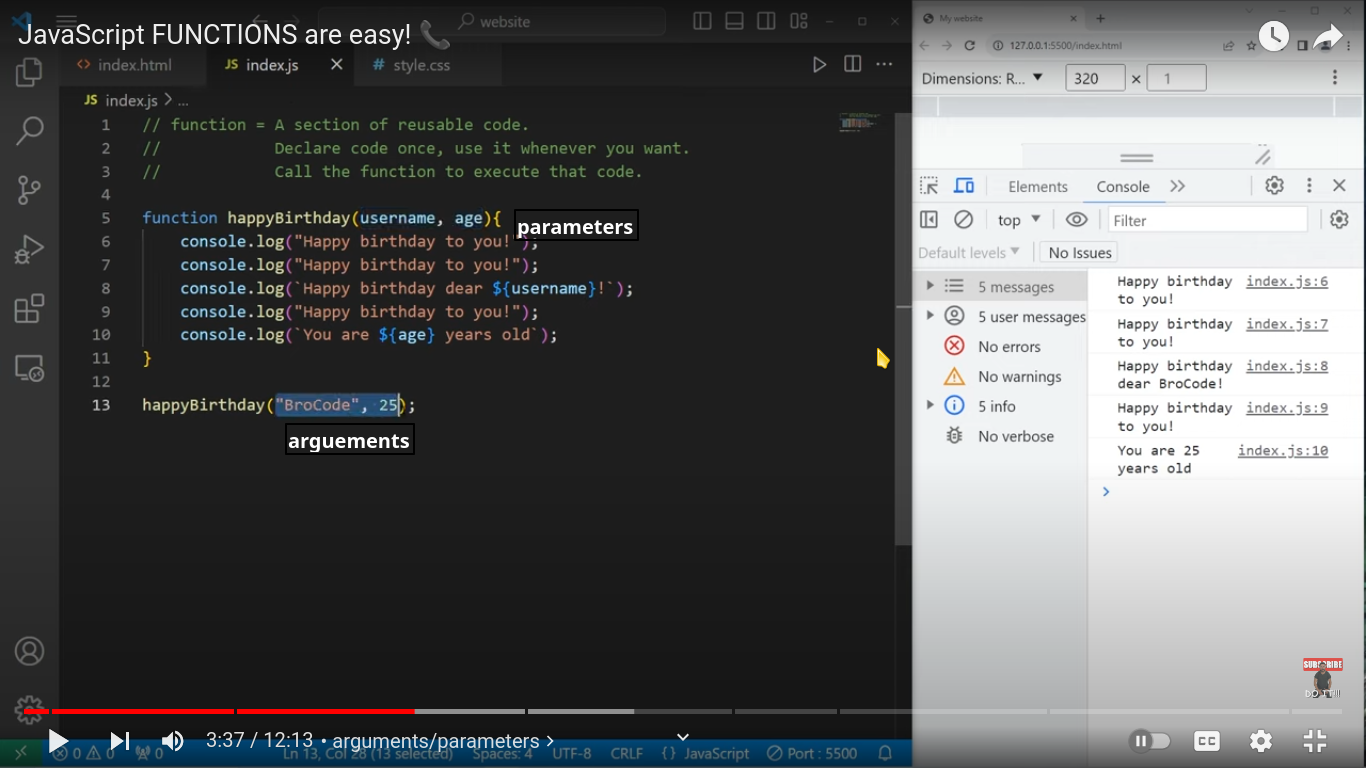 JavaScript FUNCTIONS are easy! 📞
website
index.html
JS index.js
# style.css
JS index.js > ...
1 // function = A section of reusable code.
2 // Declare code once, use it whenever you want.
3 // Call the function to execute that code.
4
5 function happyBirthday(username, age){
parameters
6 console.log("Happy birthday to you!");
7 console.log("Happy birthday to you!");
8 console.log(`Happy birthday dear ${username}!`);
9 console.log("Happy birthday to you!");
10 console.log(`You are ${age} years old`);
11 }
12
13 happyBirthday("BroCode", 25);
arguements
My website
127.0.0.1:5500/index.html
Dimensions: R... 320 × 1
Elements Console
top Filter
Default levels No Issues
5 messages
5 user messages
No errors
No warnings
5 info
No verbose
Happy birthday to you! index.js:6
Happy birthday to you! index.js:7
Happy birthday dear BroCode! index.js:8
Happy birthday to you! index.js:9
You are 25 years old index.js:10
SUBSCRIBE
DO IT!!!
3:37 / 12:13 • arguments/parameters >
CC
0 0 0 Ln 13, Col 28 (13 selected) Spaces: 4 UTF-8 CRLF {} JavaScript Port : 5500